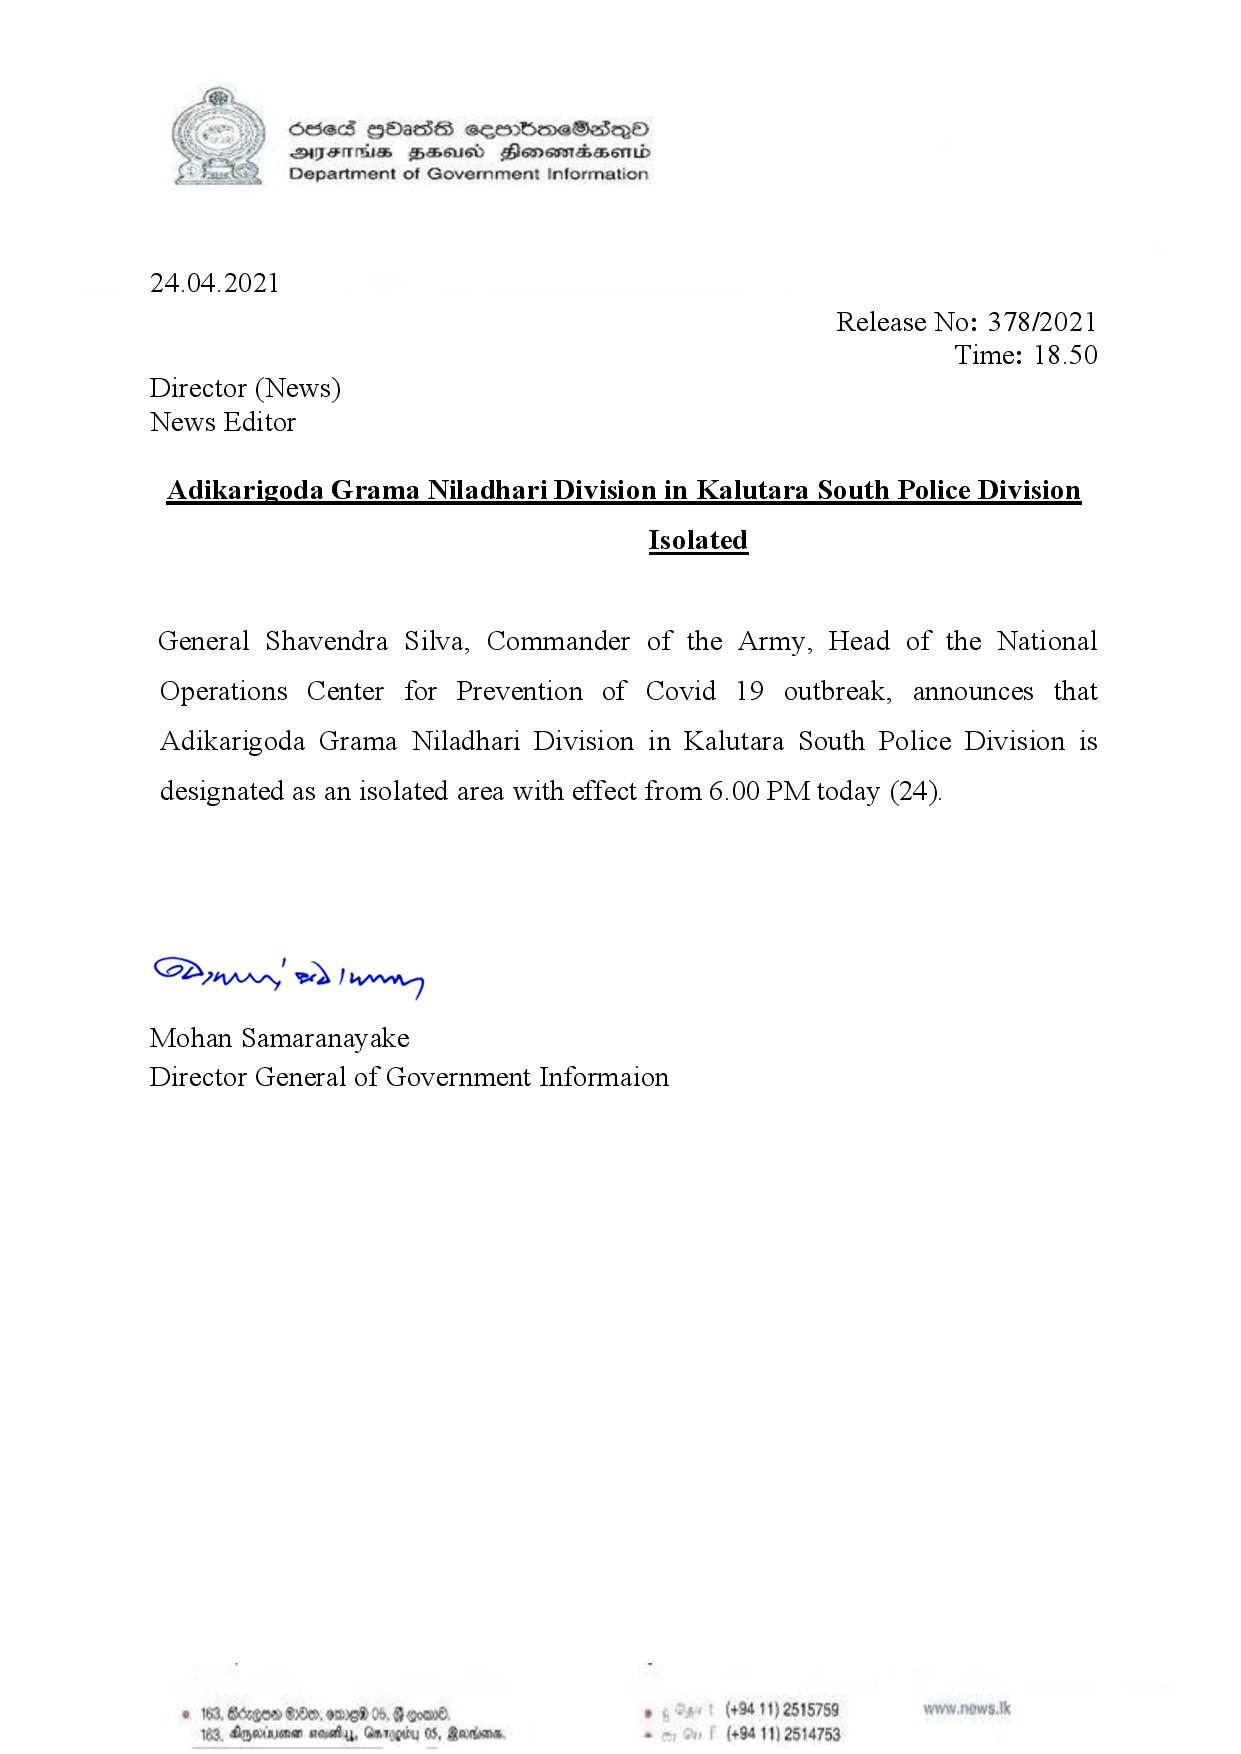 රජයේ ප්‍රවෘත්ති දෙපාර්තමේන්තුව
அரசாங்க தகவல் திணைக்களம்
Department of Government Information
24.04.2021
Release No: 378/2021
Time: 18.50
Director (News)
News Editor
Adikarigoda Grama Niladhari Division in Kalutara South Police Division
Isolated
General Shavendra Silva, Commander of the Army, Head of the National
Operations Center for Prevention of Covid 19 outbreak, announces that
Adikarigoda Grama Niladhari Division in Kalutara South Police Division is
designated as an isolated area with effect from 6.00 PM today (24).
Mohan Samaranayake
Director General of Government Informaion
163, කිරුලපන මාවත, කොළඹ 05, ශ්‍රී ලංකාව.
163, கிருலப்பனை எவனியூ, கொழும்பு 05, இலங்கை.
(+94 11) 2515759
(+94 11) 2514753
www.news.lk